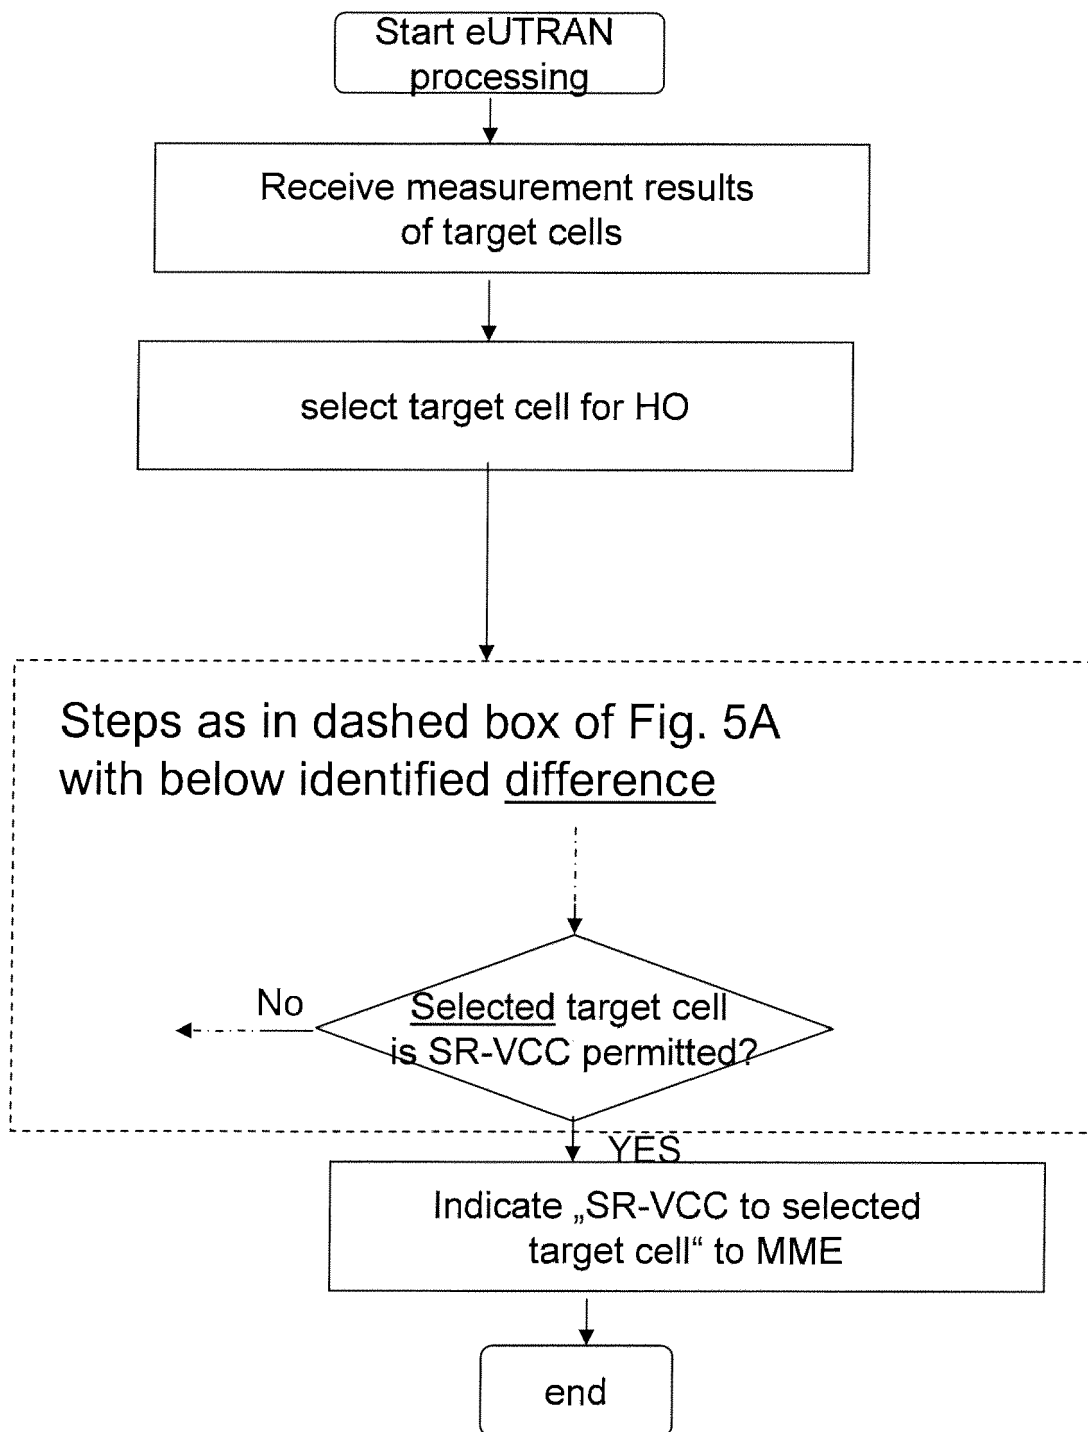 Start eUTRAN
processing
Receive measurement results
of target cells
select target cell for HO
Steps as in dashed box of Fig. 5A
with below identified difference
No
Selected target cell
is SR-VCC permitted?
YES
Indicate „SR-VCC to selected
target cell“ to MME
end